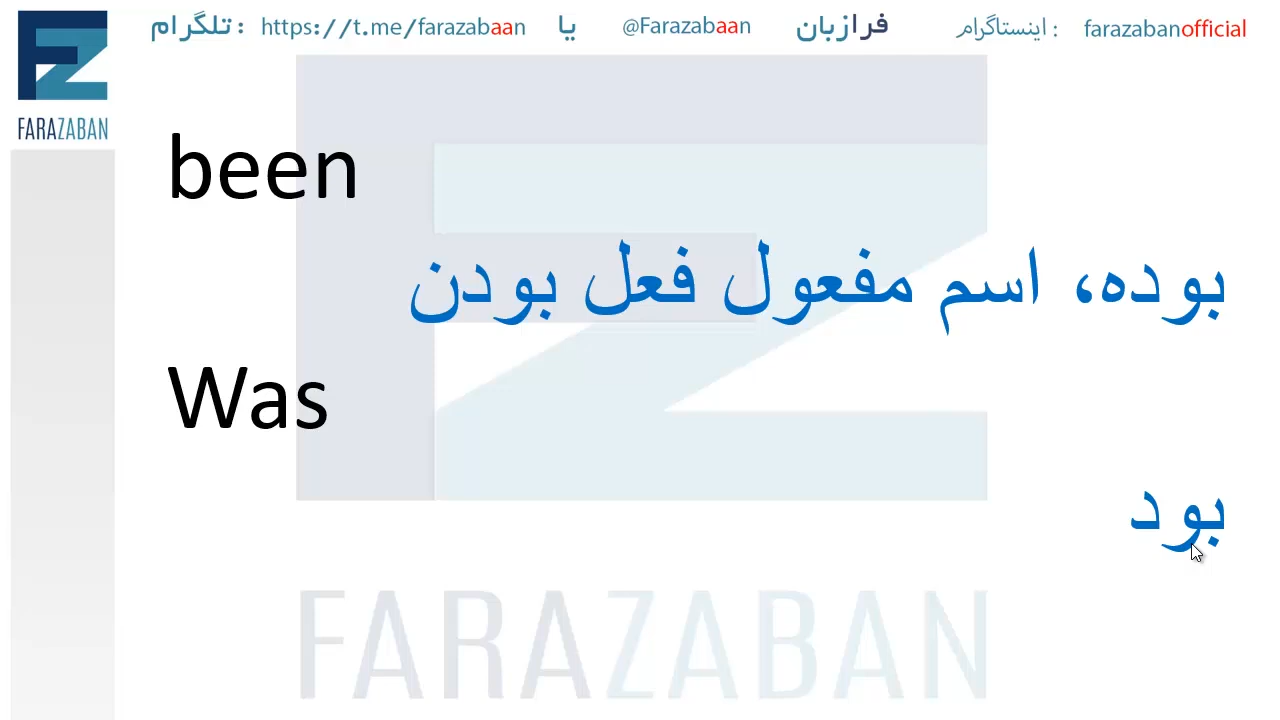 تلگرام : https://t.me/farazabaan یا @Farazabaan فرازبان اینستاگرام : farazabanofficial
FARAZABAN
been
بوده، اسم مفعول فعل بودن
Was
بود
FARAZABAN